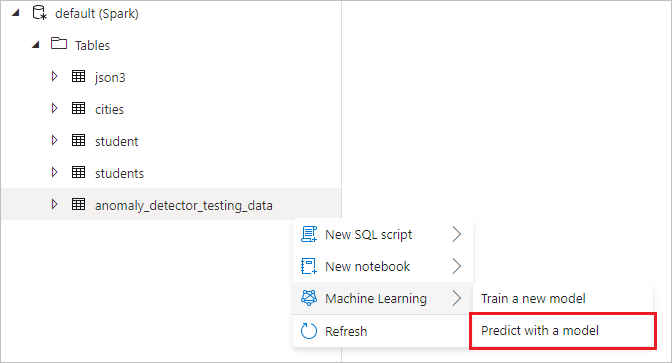 default (Spark)
Tables
json3
cities
student
students
anomaly_detector_testing_data
New SQL script
New notebook
Machine Learning
Train a new model
Refresh
Predict with a model